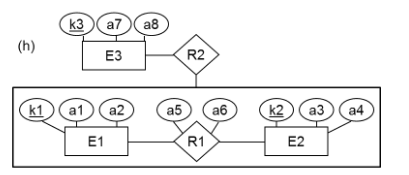 k3 a7 a8
(h)
E3 R2
k1 a1 a2 a5 a6 k2 a3 a4
E1 R1 E2